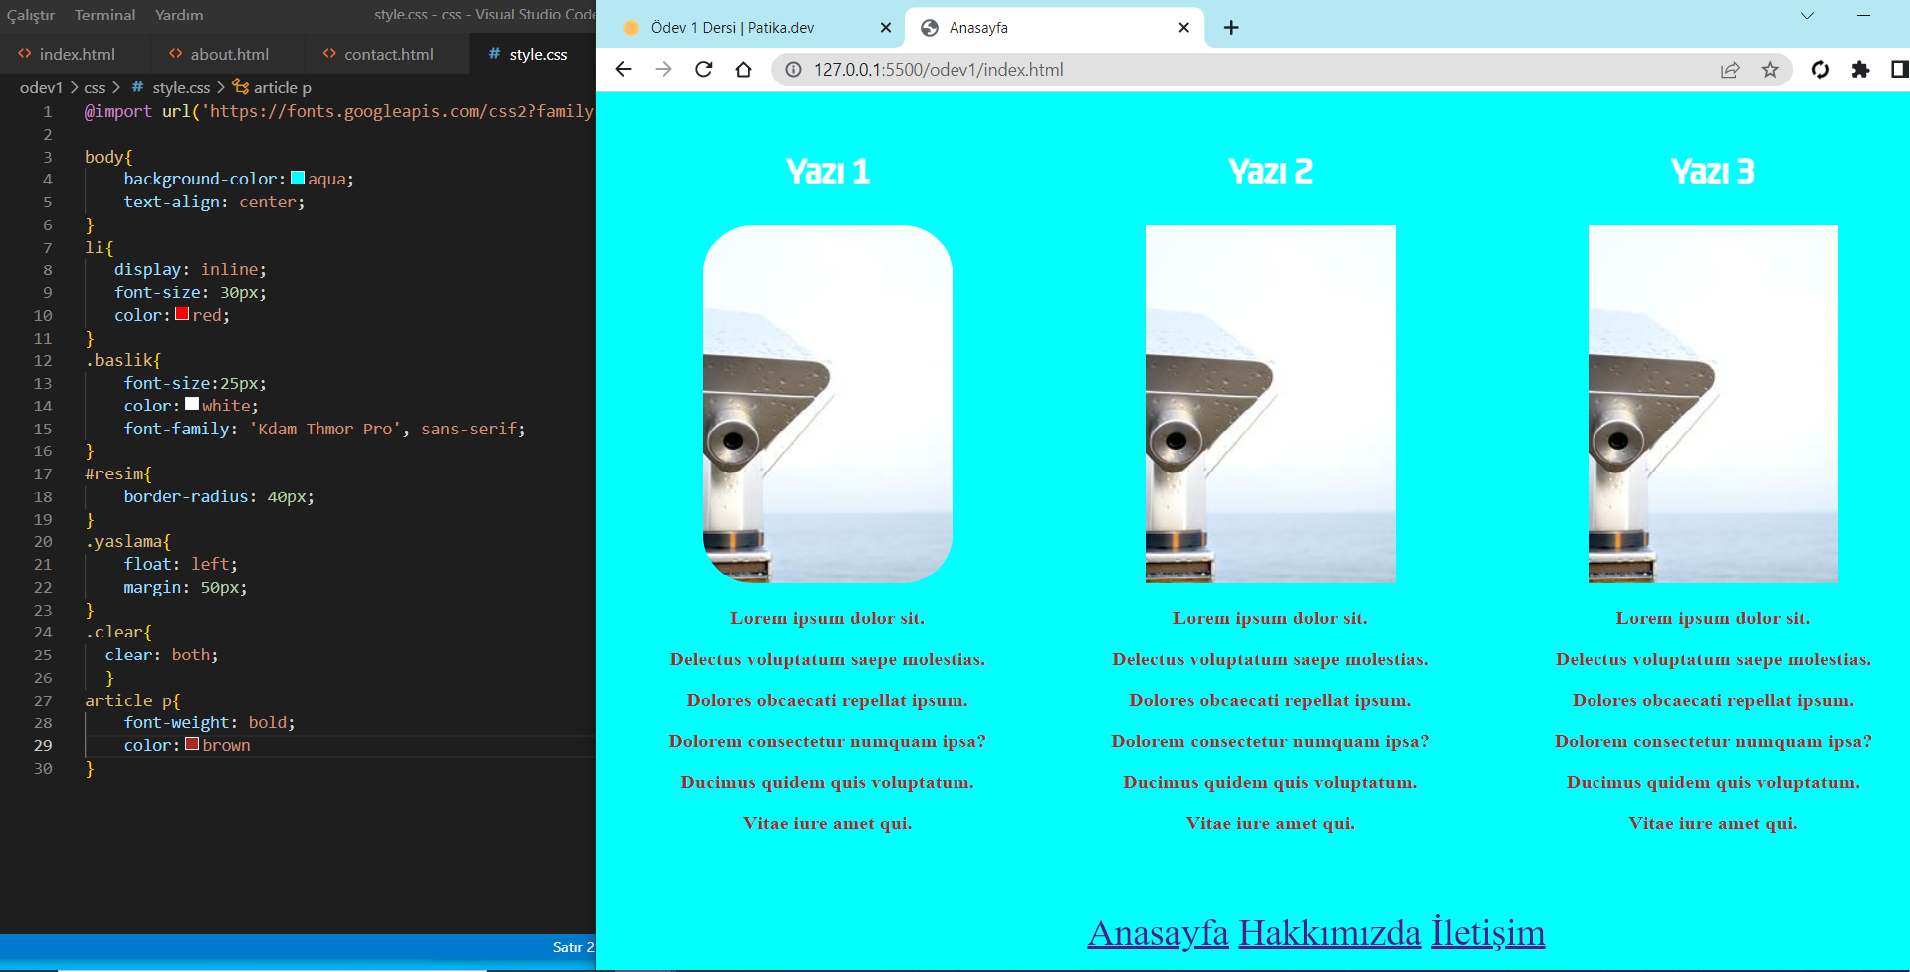 Çalıştır Terminal Yardım style.css - css - Visual Studio Code
index.html about.html contact.html # style.css
odev1 > css > # style.css > article p
1 @import url('https://fonts.googleapis.com/css2?family
2
3 body{
4 background-color: aqua;
5 text-align: center;
6 }
7 li{
8 display: inline;
9 font-size: 30px;
10 color: red;
11 }
12 .baslik{
13 font-size:25px;
14 color: white;
15 font-family: 'Kdam Thmor Pro', sans-serif;
16 }
17 #resim{
18 border-radius: 40px;
19 }
20 .yaslama{
21 float: left;
22 margin: 50px;
23 }
24 .clear{
25 clear: both;
26 }
27 article p{
28 font-weight: bold;
29 color: brown
30 }
Satır 2
Ödev 1 Dersi | Patika.dev Anasayfa
127.0.0.1:5500/odev1/index.html
Yazı 1
Lorem ipsum dolor sit.
Delectus voluptatum saepe molestias.
Dolores obcaecati repellat ipsum.
Dolorem consectetur numquam ipsa?
Ducimus quidem quis voluptatum.
Vitae iure amet qui.
Yazı 2
Lorem ipsum dolor sit.
Delectus voluptatum saepe molestias.
Dolores obcaecati repellat ipsum.
Dolorem consectetur numquam ipsa?
Ducimus quidem quis voluptatum.
Vitae iure amet qui.
Yazı 3
Lorem ipsum dolor sit.
Delectus voluptatum saepe molestias.
Dolores obcaecati repellat ipsum.
Dolorem consectetur numquam ipsa?
Ducimus quidem quis voluptatum.
Vitae iure amet qui.
Anasayfa Hakkımızda İletişim